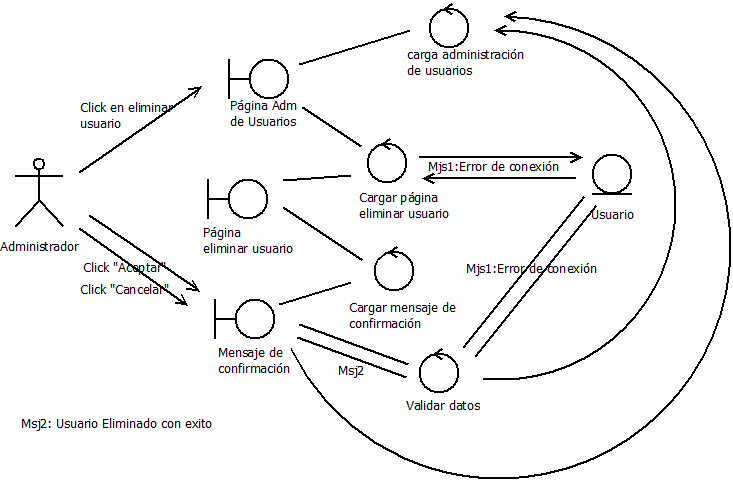 carga administración
de usuarios
Click en eliminar
usuario
Página Adm
de Usuarios
Mjs1:Error de conexión
Cargar página
eliminar usuario
Usuario
Página
eliminar usuario
Administrador
Click "Aceptar"
Click "Cancelar"
Mjs1:Error de conexión
Cargar mensaje de
confirmación
Mensaje de
confirmación
Msj2
Validar datos
Msj2: Usuario Eliminado con exito